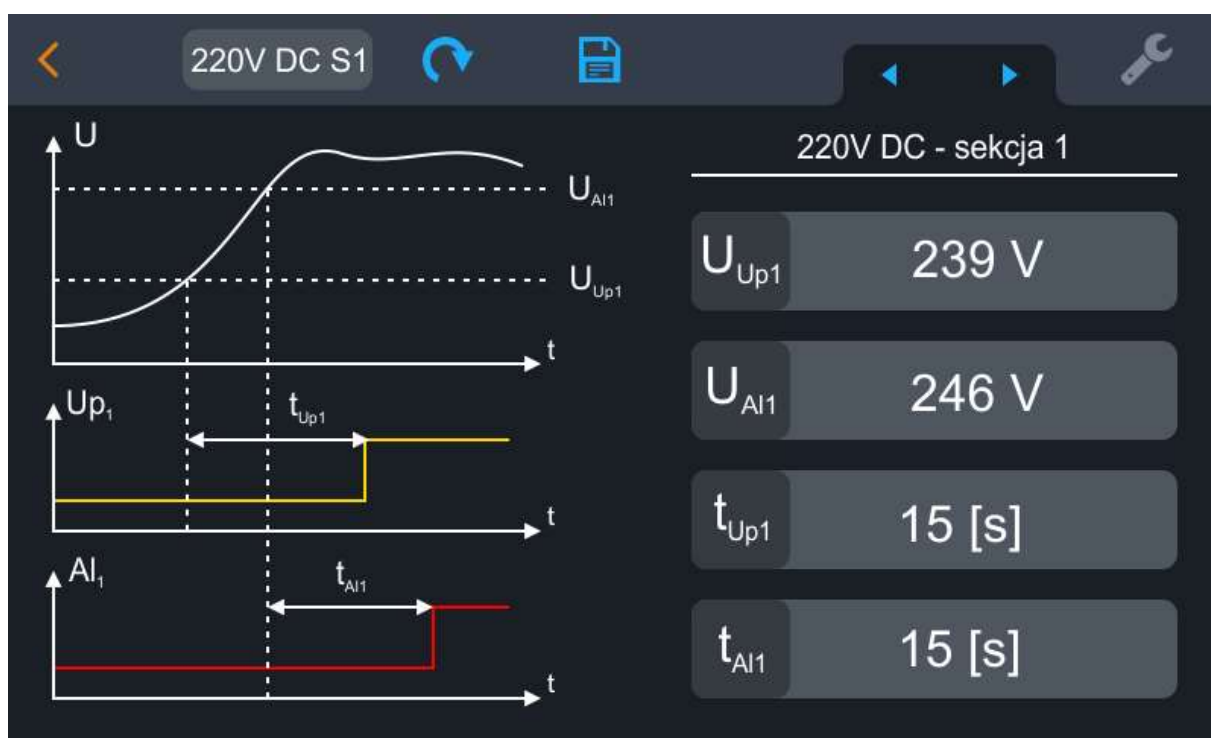 220V DC S1
U
U_Al1
U_Up1
t
Up₁
t_Up1
t
Al₁
t_Al1
t
220V DC - sekcja 1
U_Up1 239 V
U_Al1 246 V
t_Up1 15 [s]
t_Al1 15 [s]